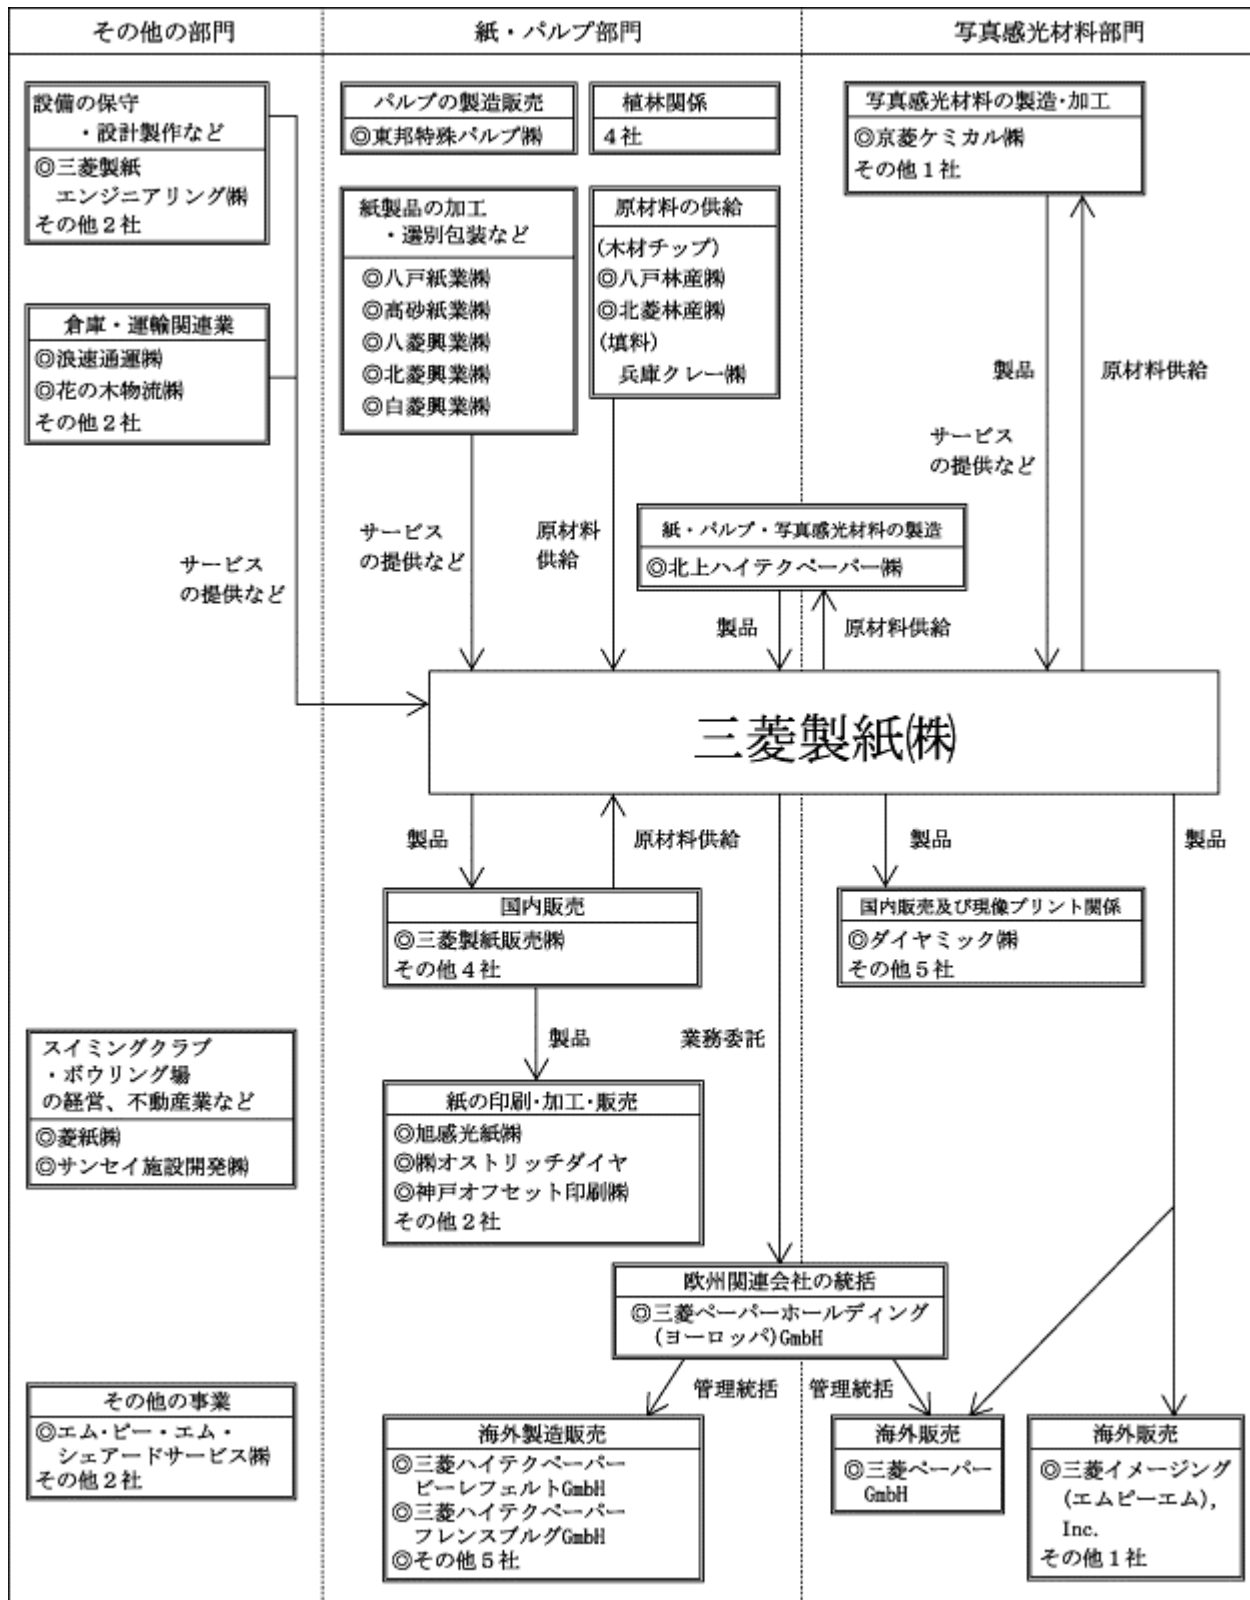 その他の部門
紙・パルプ部門
写真感光材料部門
設備の保守
・設計製作など
◎三菱製紙
エンジニアリング㈱
その他２社
倉庫・運輸関連業
◎浪速通運㈱
◎花の木物流㈱
その他２社
サービス
の提供など
パルプの製造販売
◎東邦特殊パルプ㈱
植林関係
４社
紙製品の加工
・選別包装など
◎八戸紙業㈱
◎高砂紙業㈱
◎八菱興業㈱
◎北菱興業㈱
◎白菱興業㈱
原材料の供給
(木材チップ)
◎八戸林産㈱
◎北菱林産㈱
(填料)
兵庫クレー㈱
サービス
の提供など
原材料
供給
写真感光材料の製造･加工
◎京菱ケミカル㈱
その他１社
製品
原材料供給
サービス
の提供など
紙・パルプ・写真感光材料の製造
◎北上ハイテクペーパー㈱
製品
原材料供給
三菱製紙㈱
製品
原材料供給
製品
製品
国内販売
◎三菱製紙販売㈱
その他４社
国内販売及び現像プリント関係
◎ダイヤミック㈱
その他５社
製品
業務委託
スイミングクラブ
・ボウリング場
の経営、不動産業など
◎菱紙㈱
◎サンセイ施設開発㈱
紙の印刷･加工･販売
◎旭感光紙㈱
◎㈱オストリッチダイヤ
◎神戸オフセット印刷㈱
その他２社
欧州関連会社の統括
◎三菱ペーパーホールディング
(ヨーロッパ)GmbH
管理統括
管理統括
その他の事業
◎エム･ピー・エム・
シェアードサービス㈱
その他２社
海外製造販売
◎三菱ハイテクペーパー
ビーレフェルトGmbH
◎三菱ハイテクペーパー
フレンスブルグGmbH
◎その他５社
海外販売
◎三菱ペーパー
GmbH
海外販売
◎三菱イメージング
(エムピーエム),
Inc.
その他１社